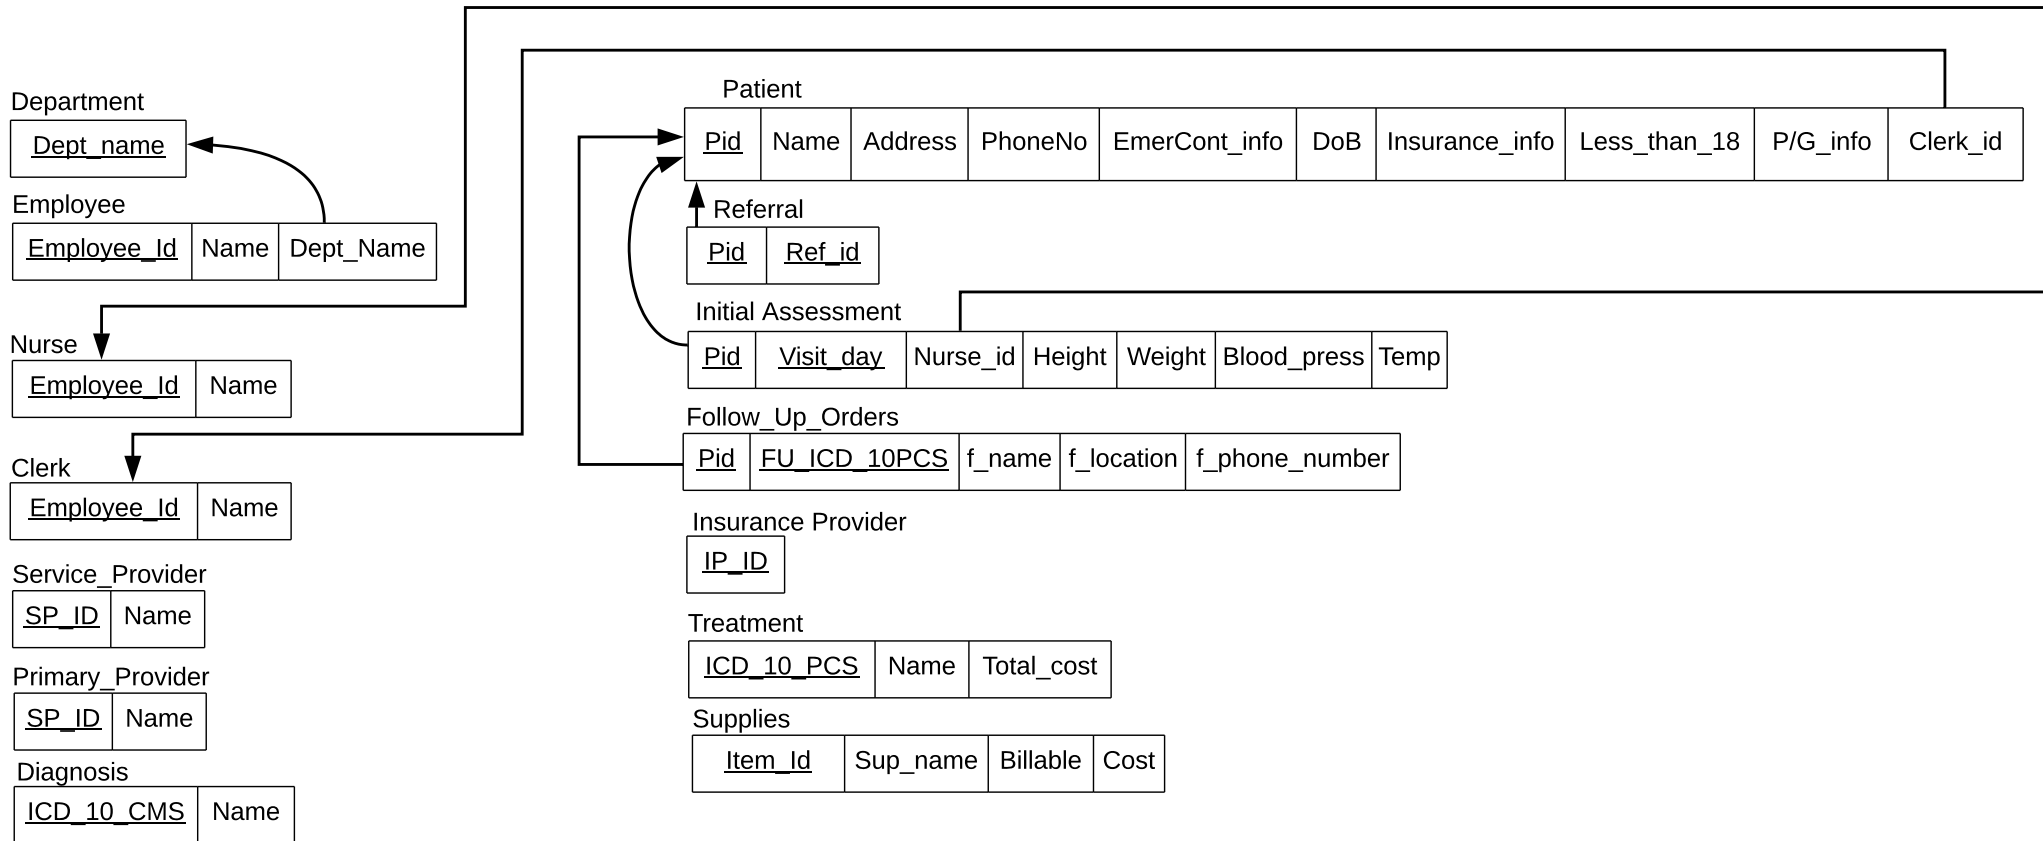 Department
Dept_name
Employee
Employee_Id Name Dept_Name
Nurse
Employee_Id Name
Clerk
Employee_Id Name
Service_Provider
SP_ID Name
Primary_Provider
SP_ID Name
Diagnosis
ICD_10_CMS Name
Patient
Pid Name Address PhoneNo EmerCont_info DoB Insurance_info Less_than_18 P/G_info Clerk_id
Referral
Pid Ref_id
Initial Assessment
Pid Visit_day Nurse_id Height Weight Blood_press Temp
Follow_Up_Orders
Pid FU_ICD_10PCS f_name f_location f_phone_number
Insurance Provider
IP_ID
Treatment
ICD_10_PCS Name Total_cost
Supplies
Item_Id Sup_name Billable Cost